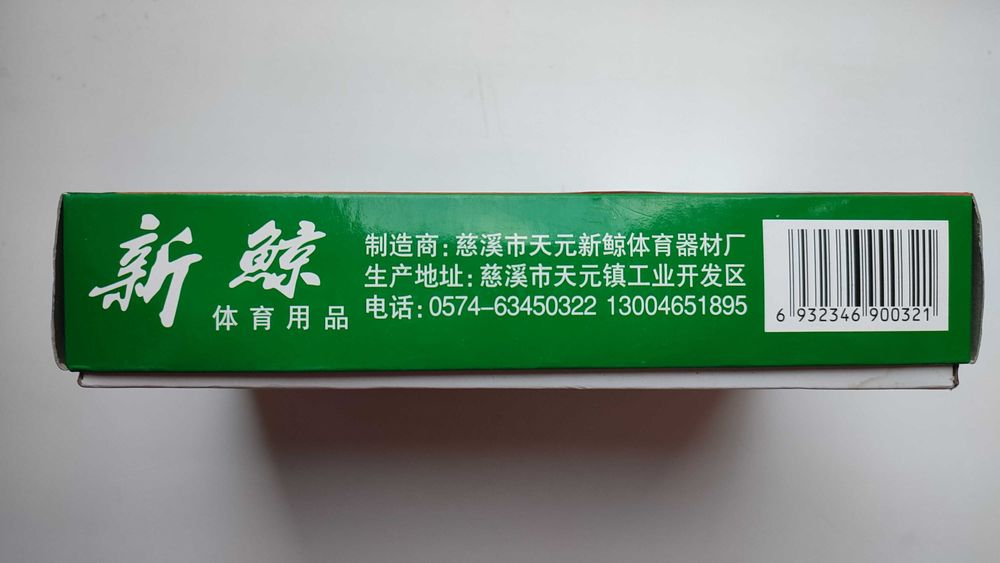 新鲸
体育用品
制造商:慈溪市天元新鲸体育器材厂
生产地址:慈溪市天元镇工业开发区
电话:0574-63450322 13004651895
6 932346 900321